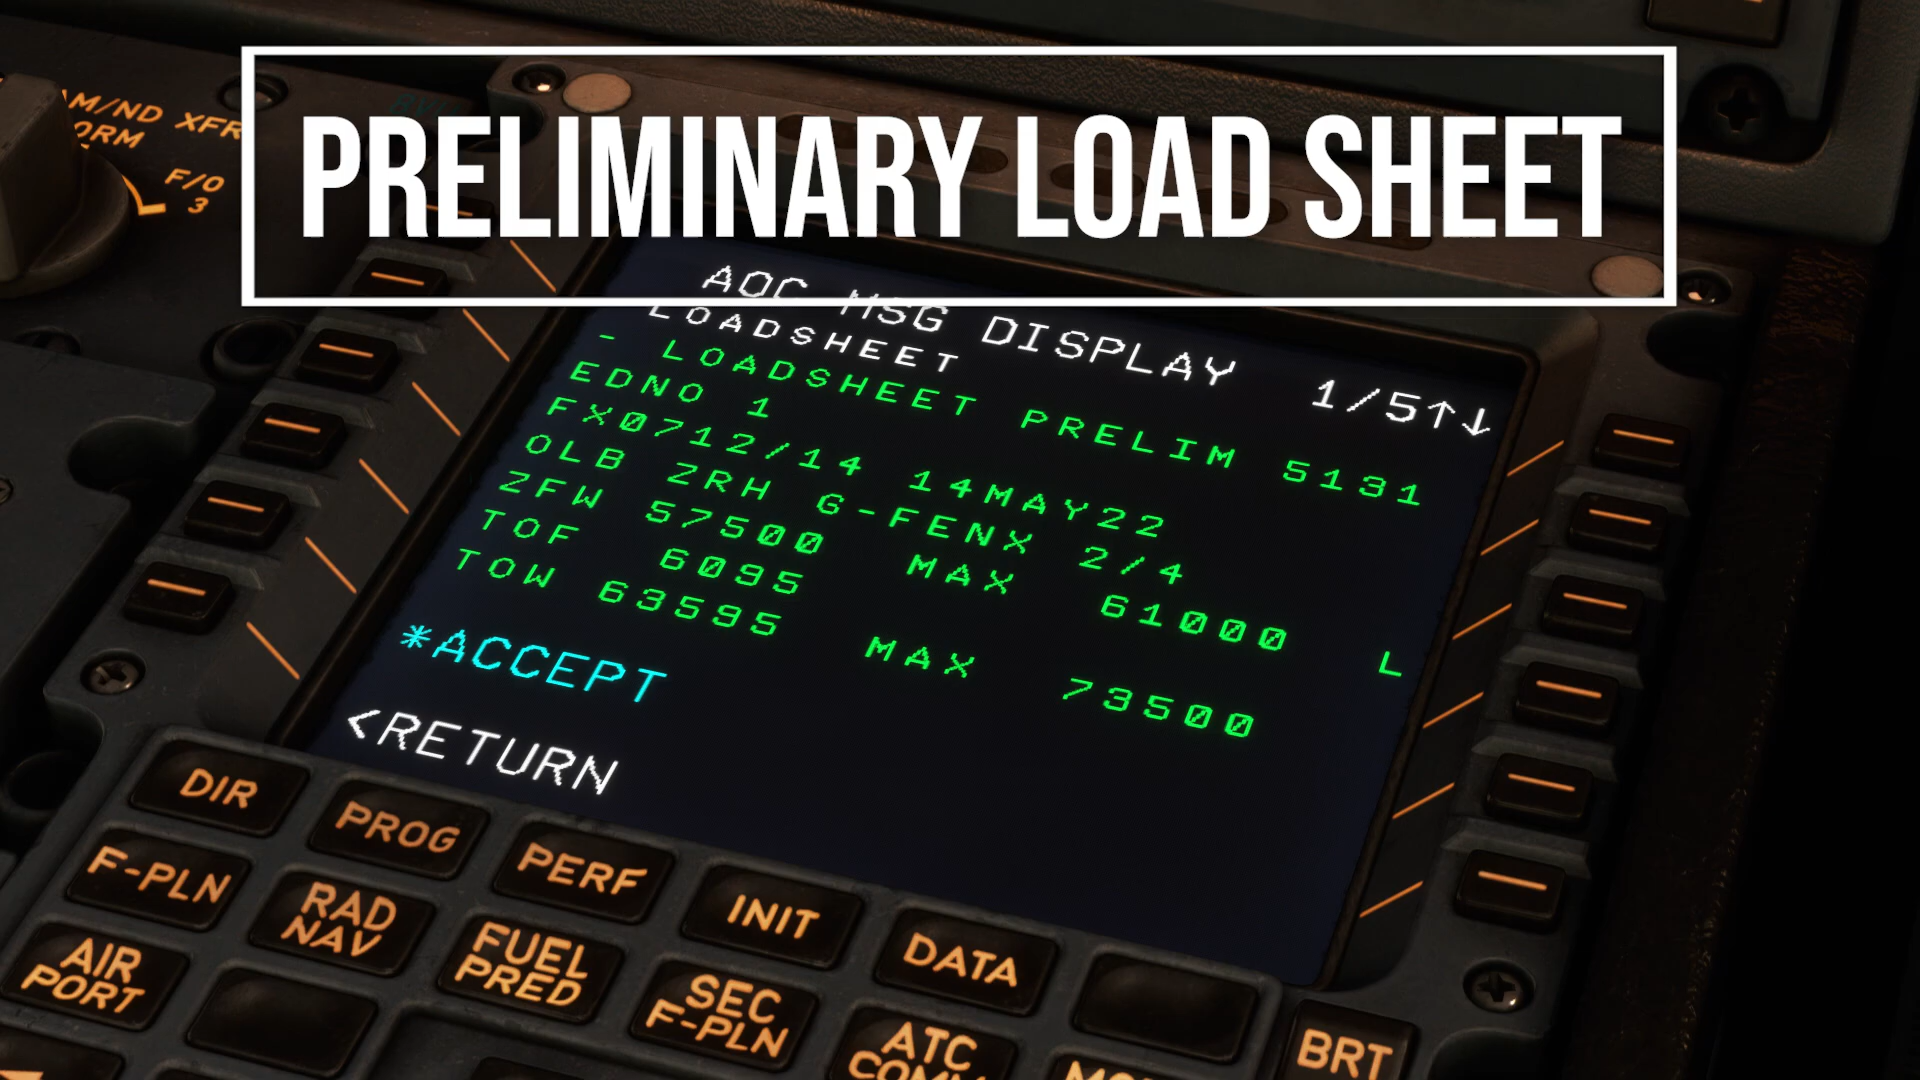 PRELIMINARY LOAD SHEET
AOC MSG DISPLAY 1/5↑↓
LOADSHEET
- LOADSHEET PRELIM 5131
EDNO 1
FX0712/14 14MAY22
OLB ZRH G-FENX 2/4
ZFW 57500 MAX 61000 L
TOF 6095
TOW 63595 MAX 73500
*ACCEPT
<RETURN
M/ND XFR
ORM
F/O
3
DIR
PROG
PERF
INIT
DATA
BRT
F-PLN
RAD
NAV
FUEL
PRED
SEC
F-PLN
ATC
COMM
AIR
PORT